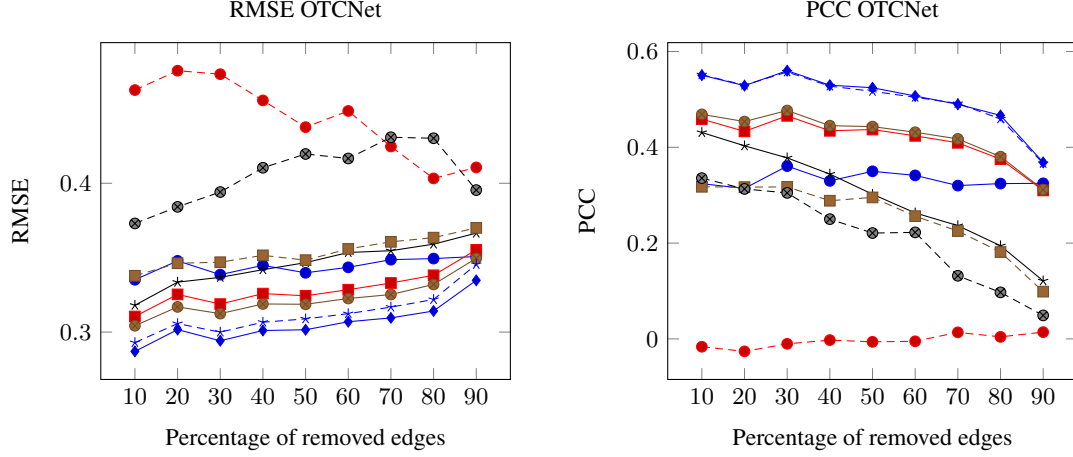 RMSE OTCNet
0.4
0.3
RMSE
10 20 30 40 50 60 70 80 90
Percentage of removed edges
PCC OTCNet
0.6
0.4
0.2
0
PCC
10 20 30 40 50 60 70 80 90
Percentage of removed edges